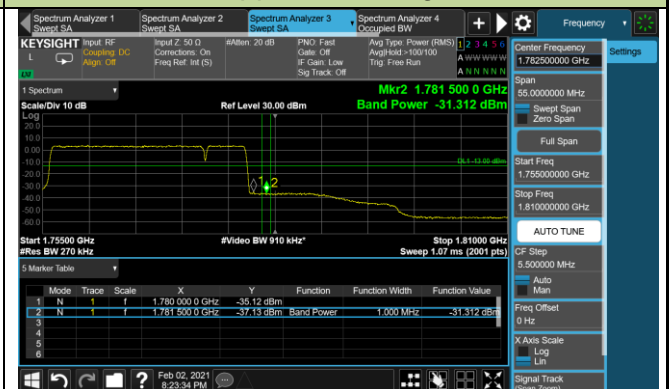 Spectrum Analyzer 1
Swept SA
Spectrum Analyzer 2
Swept SA
Spectrum Analyzer 3
Swept SA
Spectrum Analyzer 4
Occupied BW
Frequency
KEYSIGHT
L
Input: RF
Coupling: DC
Align: Off
Input Z: 50 Ω
Corrections: On
Freq Ref: Int (S)
#Atten: 20 dB
PNO: Fast
Gate: Off
IF Gain: Low
Sig Track: Off
Avg Type: Power (RMS)
Avg|Hold:>100/100
Trig: Free Run
1 2 3 4 5 6
A W W W W W
A N N N N N
Center Frequency
1.782500000 GHz
Settings
Span
55.0000000 MHz
Swept Span
Zero Span
Full Span
Start Freq
1.755000000 GHz
Stop Freq
1.810000000 GHz
AUTO TUNE
CF Step
5.500000 MHz
Auto
Man
Freq Offset
0 Hz
X Axis Scale
Log
Lin
Signal Track
(Span Zoom)
1 Spectrum
Scale/Div 10 dB
Ref Level 30.00 dBm
Mkr2 1.781 500 0 GHz
Band Power -31.312 dBm
Log
20.0
10.0
0.00
-10.0
-20.0
-30.0
-40.0
-50.0
-60.0
DL1 -13.00 dBm
1
2
Start 1.75500 GHz
#Res BW 270 kHz
#Video BW 910 kHz*
Stop 1.81000 GHz
Sweep 1.07 ms (2001 pts)
5 Marker Table
Mode Trace Scale X Y Function Function Width Function Value
1 N 1 f 1.780 000 0 GHz -35.12 dBm
2 N 1 f 1.781 500 0 GHz -37.13 dBm Band Power 1.000 MHz -31.312 dBm
3
4
5
6
?
Feb 02, 2021
8:23:34 PM